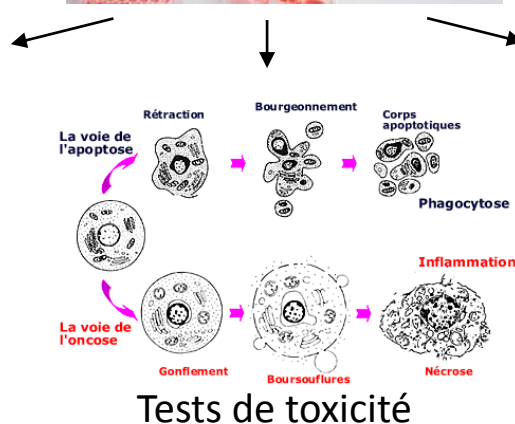 Rétraction
Bourgeonnement
Corps
apoptotiques
La voie de
l'apoptose
Phagocytose
Inflammation
La voie de
l'oncose
Gonflement
Boursouflures
Nécrose
Tests de toxicité